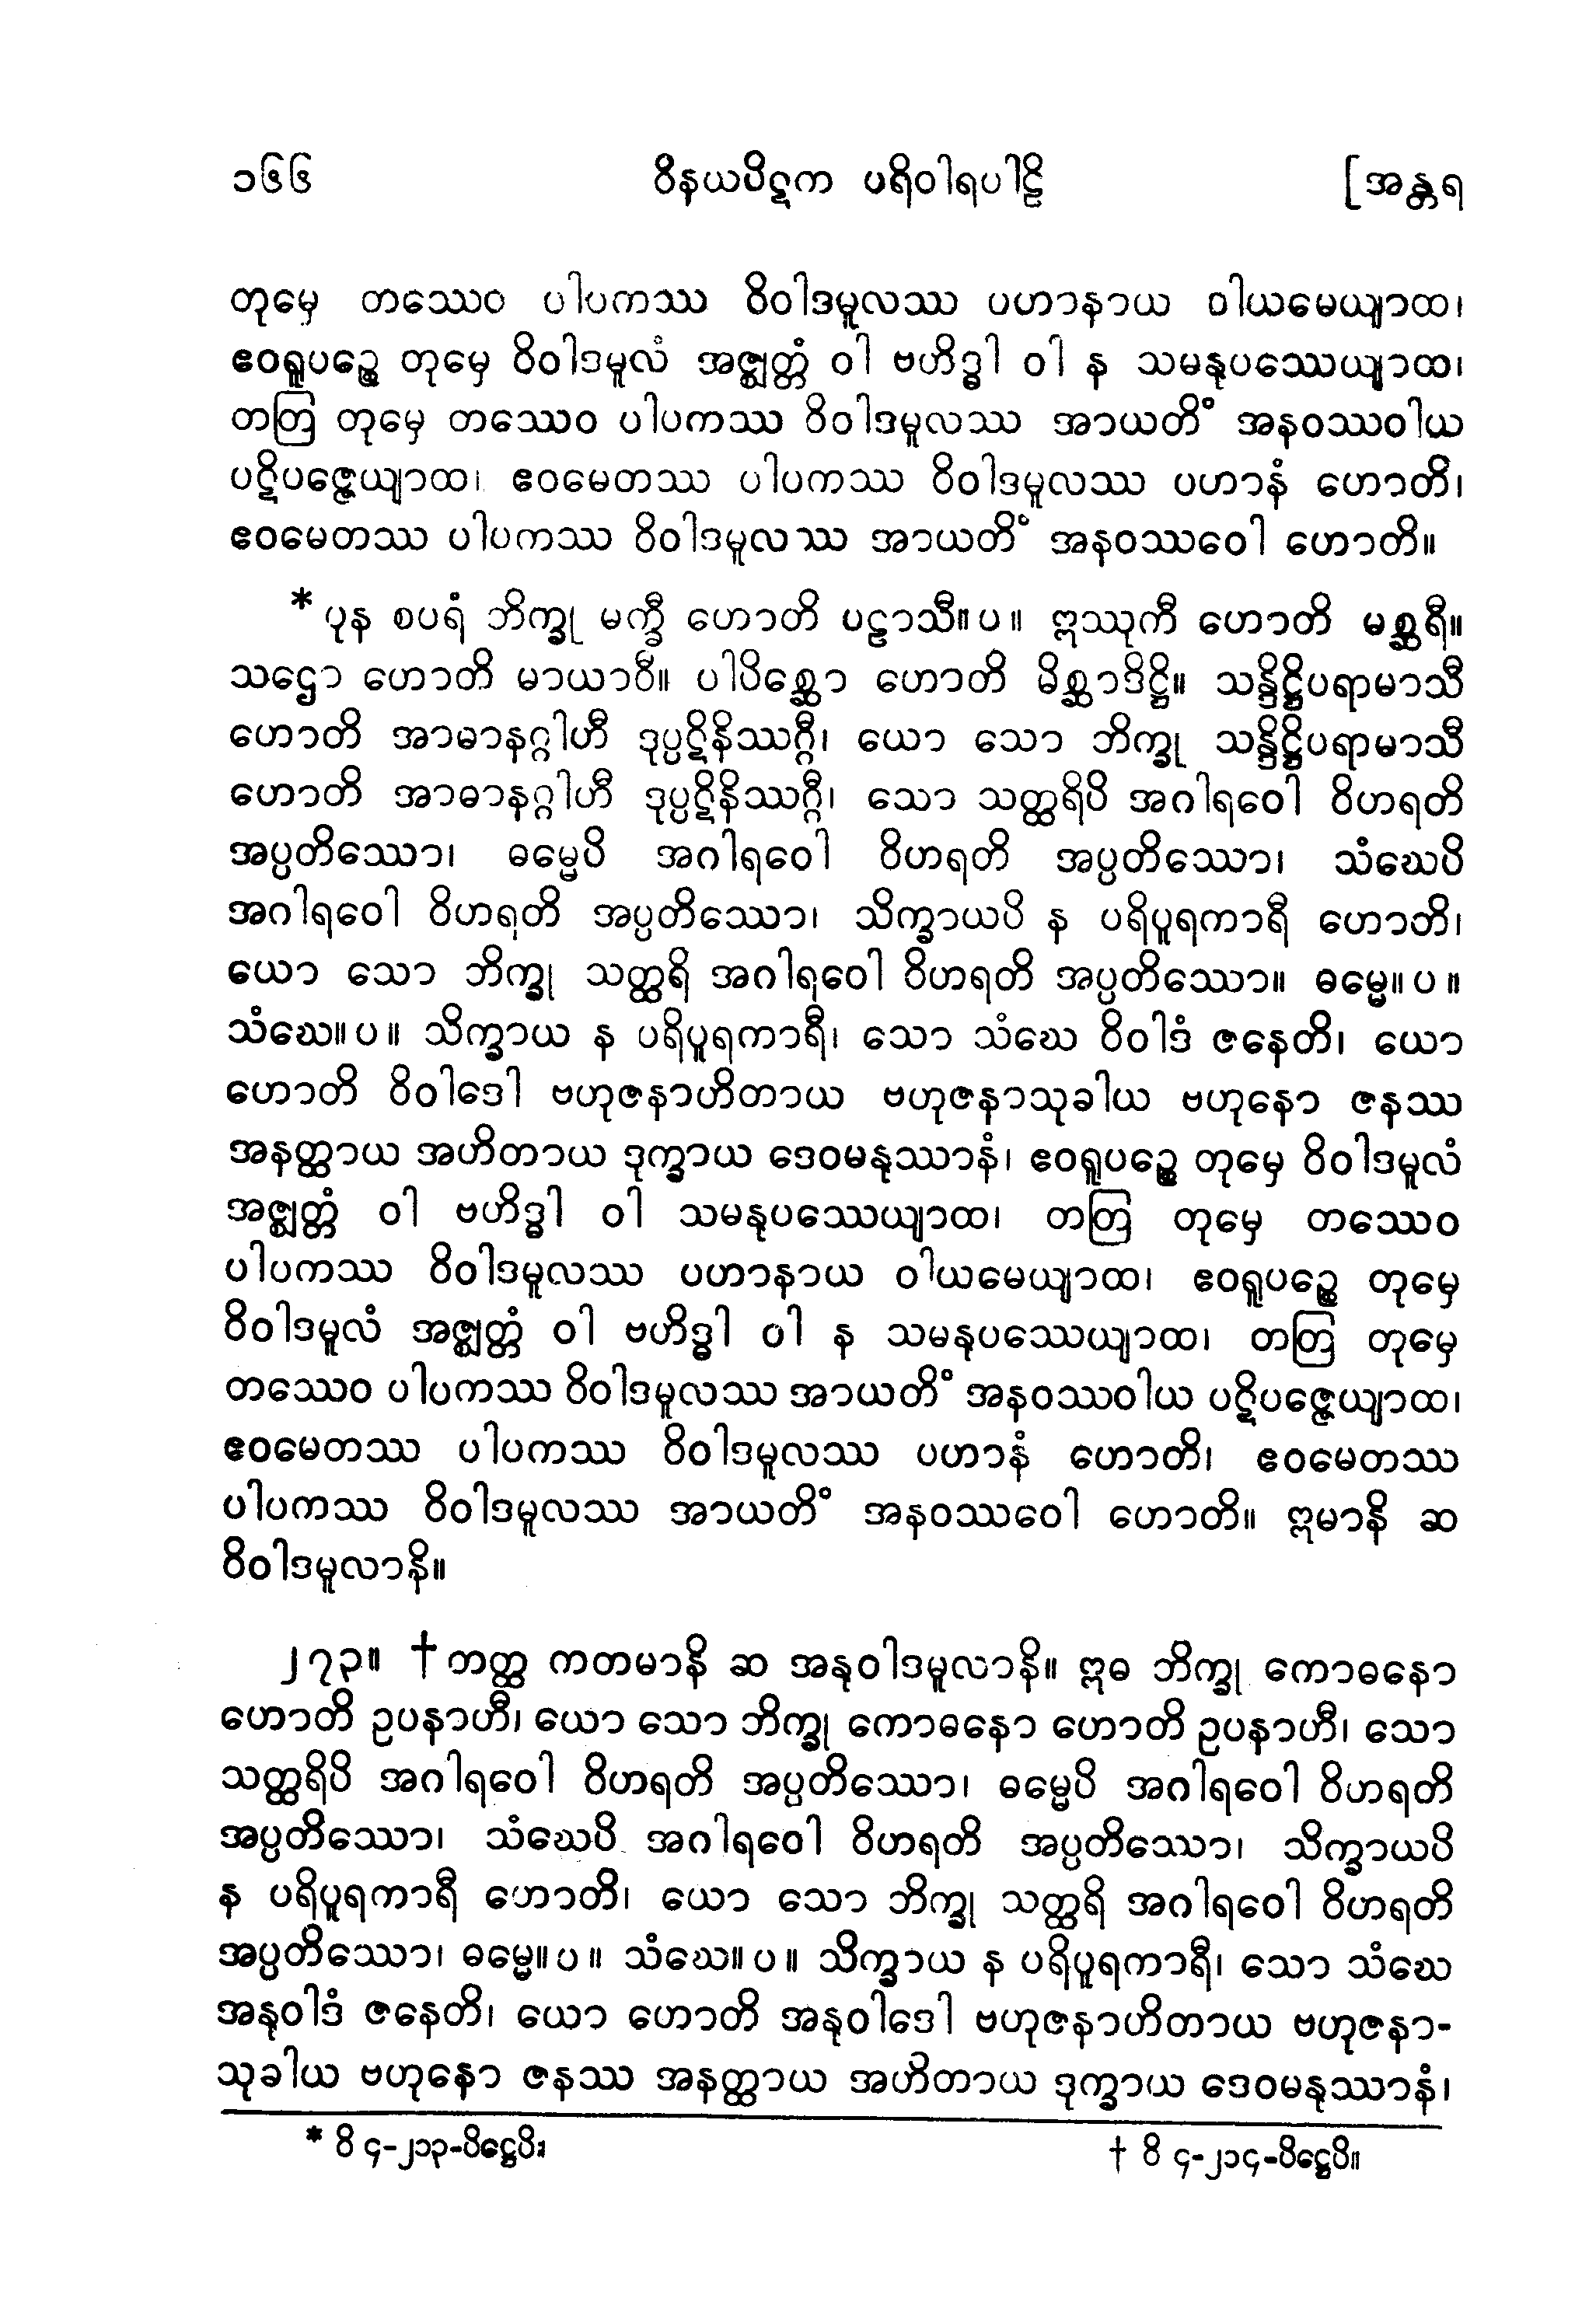 ၁၆၆ ဝိနယပိဋက ပရိဝါရပါဠိ [အန္တရ
တုမှေ တဿေဝ ပါပကဿ ဝိဝါဒမူလဿ ပဟာနာယ ဝါယမေယျာထ၊
ဧဝရူပဉ္စေ တုမှေ ဝိဝါဒမူလံ အဇ္ဈတ္တံ ဝါ ဗဟိဒ္ဓါ ဝါ န သမနုပဿေယျာထ၊
တတြ တုမှေ တဿေဝ ပါပကဿ ဝိဝါဒမူလဿ အာယတိံ အနဝဿဝါယ
ပဋိပဇ္ဇေယျာထ၊ ဧဝမေတဿ ပါပကဿ ဝိဝါဒမူလဿ ပဟာနံ ဟောတိ၊
ဧဝမေတဿ ပါပကဿ ဝိဝါဒမူလဿ အာယတိံ အနဝဿဝေါ ဟောတိ။
* ပုန စပရံ ဘိက္ခု မက္ခီ ဟောတိ ပဠာသီ။ပ။ ဣဿုကီ ဟောတိ မစ္ဆရီ။
သဌော ဟောတိ မာယာဝီ။ ပါပိစ္ဆော ဟောတိ မိစ္ဆာဒိဋ္ဌိ။ သန္ဒိဋ္ဌိပရာမာသီ
ဟောတိ အာဓာနဂ္ဂါဟီ ဒုပ္ပဋိနိဿဂ္ဂီ၊ ယော သော ဘိက္ခု သန္ဒိဋ္ဌိပရာမာသီ
ဟောတိ အာဓာနဂ္ဂါဟီ ဒုပ္ပဋိနိဿဂ္ဂီ၊ သော သတ္ထရိပိ အဂါရဝေါ ဝိဟရတိ
အပ္ပတိဿော၊ ဓမ္မေပိ အဂါရဝေါ ဝိဟရတိ အပ္ပတိဿော၊ သံဃေပိ
အဂါရဝေါ ဝိဟရတိ အပ္ပတိဿော၊ သိက္ခာယပိ န ပရိပူရကာရီ ဟောတိ၊
ယော သော ဘိက္ခု သတ္ထရိ အဂါရဝေါ ဝိဟရတိ အပ္ပတိဿော။ ဓမ္မေ။ပ။
သံဃေ။ပ။ သိက္ခာယ န ပရိပူရကာရီ၊ သော သံဃေ ဝိဝါဒံ ဇနေတိ၊ ယော
ဟောတိ ဝိဝါဒေါ ဗဟုဇနာဟိတာယ ဗဟုဇနာသုခါယ ဗဟုနော ဇနဿ
အနတ္ထာယ အဟိတာယ ဒုက္ခာယ ဒေဝမနုဿာနံ၊ ဧဝရူပဉ္စေ တုမှေ ဝိဝါဒမူလံ
အဇ္ဈတ္တံ ဝါ ဗဟိဒ္ဓါ ဝါ သမနုပဿေယျာထ၊ တတြ တုမှေ တဿေဝ
ပါပကဿ ဝိဝါဒမူလဿ ပဟာနာယ ဝါယမေယျာထ၊ ဧဝရူပဉ္စေ တုမှေ
ဝိဝါဒမူလံ အဇ္ဈတ္တံ ဝါ ဗဟိဒ္ဓါ ဝါ န သမနုပဿေယျာထ၊ တတြ တုမှေ
တဿေဝ ပါပကဿ ဝိဝါဒမူလဿ အာယတိံ အနဝဿဝါယ ပဋိပဇ္ဇေယျာထ၊
ဧဝမေတဿ ပါပကဿ ဝိဝါဒမူလဿ ပဟာနံ ဟောတိ၊ ဧဝမေတဿ
ပါပကဿ ဝိဝါဒမူလဿ အာယတိံ အနဝဿဝေါ ဟောတိ။ ဣမာနိ ဆ
ဝိဝါဒမူလာနိ။
၂၇၃။ † တတ္ထ ကတမာနိ ဆ အနုဝါဒမူလာနိ။ ဣဓ ဘိက္ခု ကောဓနော
ဟောတိ ဥပနာဟီ၊ ယော သော ဘိက္ခု ကောဓနော ဟောတိ ဥပနာဟီ၊ သော
သတ္ထရိပိ အဂါရဝေါ ဝိဟရတိ အပ္ပတိဿော၊ ဓမ္မေပိ အဂါရဝေါ ဝိဟရတိ
အပ္ပတိဿော၊ သံဃေပိ အဂါရဝေါ ဝိဟရတိ အပ္ပတိဿော၊ သိက္ခာယပိ
န ပရိပူရကာရီ ဟောတိ၊ ယော သော ဘိက္ခု သတ္ထရိ အဂါရဝေါ ဝိဟရတိ
အပ္ပတိဿော၊ ဓမ္မေ။ပ။ သံဃေ။ပ။ သိက္ခာယ န ပရိပူရကာရီ၊ သော သံဃေ
အနုဝါဒံ ဇနေတိ၊ ယော ဟောတိ အနုဝါဒေါ ဗဟုဇနာဟိတာယ ဗဟုဇနာ-
သုခါယ ဗဟုနော ဇနဿ အနတ္ထာယ အဟိတာယ ဒုက္ခာယ ဒေဝမနုဿာနံ၊
* ဝိ ၄-၂၁၃-ပိဋ္ဌေပိ။ † ဝိ ၄-၂၁၄-ပိဋ္ဌေပိ။